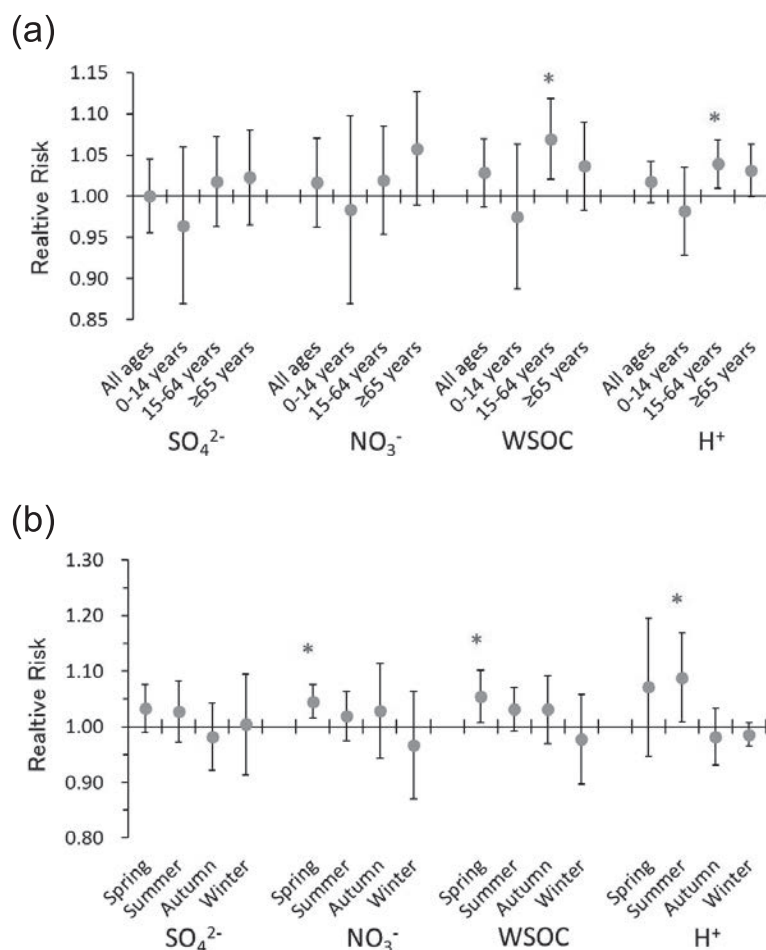 (a)
Realtive Risk
1.15
1.10
1.05
1.00
0.95
0.90
0.85
*
*
All ages
0-14 years
15-64 years
≥65 years
All ages
0-14 years
15-64 years
≥65 years
All ages
0-14 years
15-64 years
≥65 years
All ages
0-14 years
15-64 years
≥65 years
SO₄²⁻ NO₃⁻ WSOC H⁺
(b)
Realtive Risk
1.30
1.20
1.10
1.00
0.90
0.80
*
*
*
Spring
Summer
Autumn
Winter
Spring
Summer
Autumn
Winter
Spring
Summer
Autumn
Winter
Spring
Summer
Autumn
Winter
SO₄²⁻ NO₃⁻ WSOC H⁺